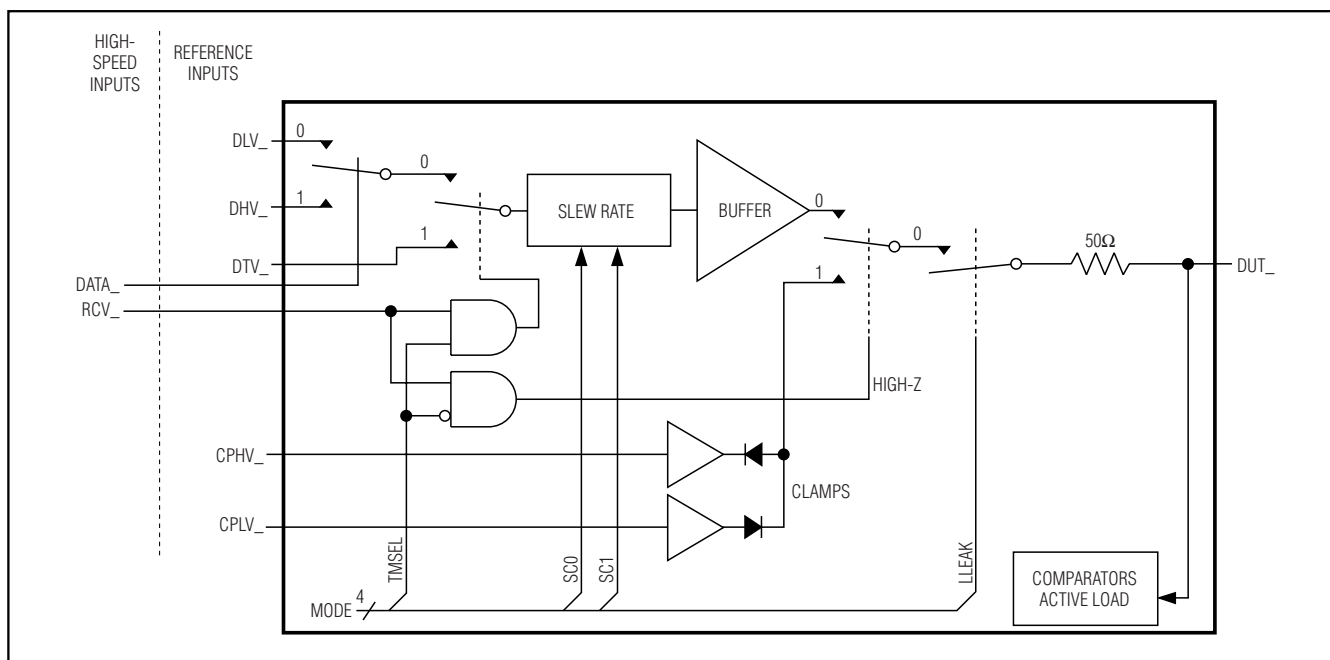 HIGH-
SPEED
INPUTS
REFERENCE
INPUTS
DLV_
0
DHV_
1
DTV_
DATA_
RCV_
0
1
SLEW RATE
BUFFER
0
1
0
50Ω
DUT_
HIGH-Z
CPHV_
CPLV_
CLAMPS
TMSEL
SC0
SC1
LLEAK
MODE
4
COMPARATORS
ACTIVE LOAD